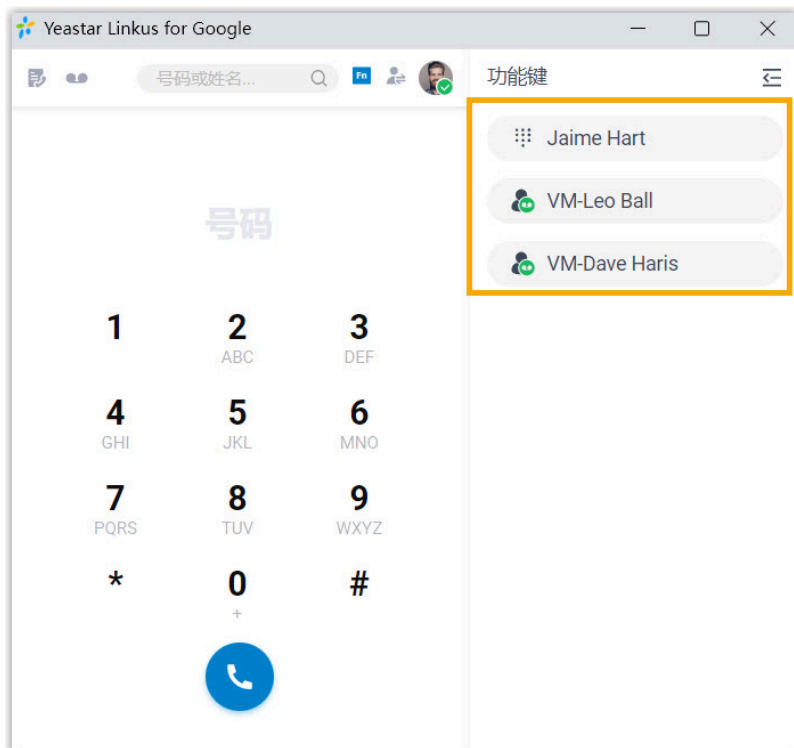 Yeastar Linkus for Google
号码或姓名...
Fn
功能键
Jaime Hart
VM-Leo Ball
VM-Dave Haris
号码
1 2 3
ABC DEF
4 5 6
GHI JKL MNO
7 8 9
PQRS TUV WXYZ
* 0 #
+